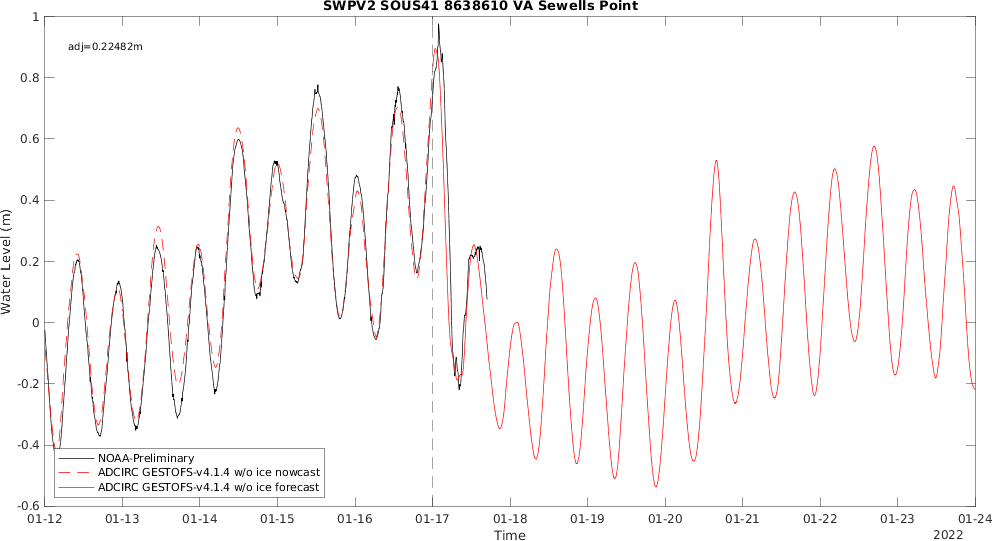 SWPV2 SOUS41 8638610 VA Sewells Point
adj=0.22482m
1
0.8
0.6
0.4
0.2
0
-0.2
-0.4
-0.6
Water Level (m)
NOAA-Preliminary
ADCIRC GESTOFS-v4.1.4 w/o ice nowcast
ADCIRC GESTOFS-v4.1.4 w/o ice forecast
01-12 01-13 01-14 01-15 01-16 01-17 01-18 01-19 01-20 01-21 01-22 01-23 01-24
Time
2022